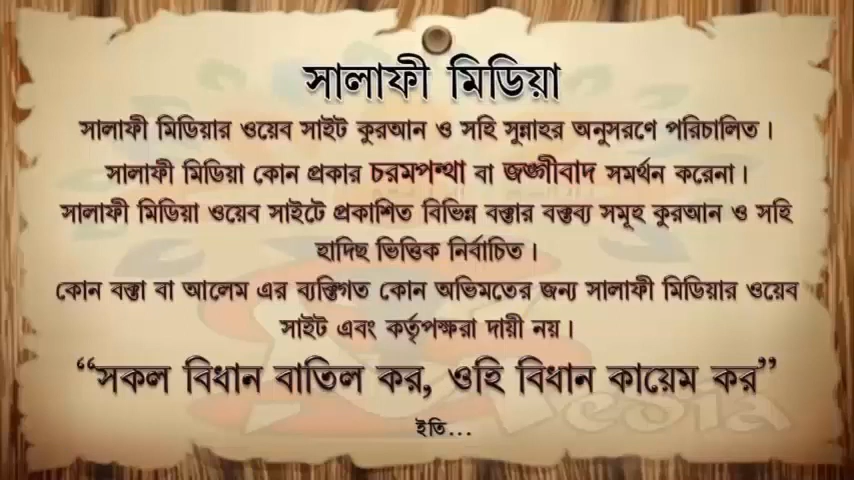 সালাফী মিডিয়া
সালাফী মিডিয়ার ওয়েব সাইট কুরআন ও সহি সুন্নাহর অনুসরণে পরিচালিত।
সালাফী মিডিয়া কোন প্রকার চরমপন্থা বা জঙ্গীবাদ সমর্থন করেনা।
সালাফী মিডিয়া ওয়েব সাইটে প্রকাশিত বিভিন্ন বক্তার বক্তব্য সমূহ কুরআন ও সহি
হাদিছ ভিত্তিক নির্বাচিত।
কোন বক্তা বা আলেম এর ব্যক্তিগত কোন অভিমতের জন্য সালাফী মিডিয়ার ওয়েব
সাইট এবং কর্তৃপক্ষরা দায়ী নয়।
“সকল বিধান বাতিল কর, ওহি বিধান কায়েম কর”
ইতি...